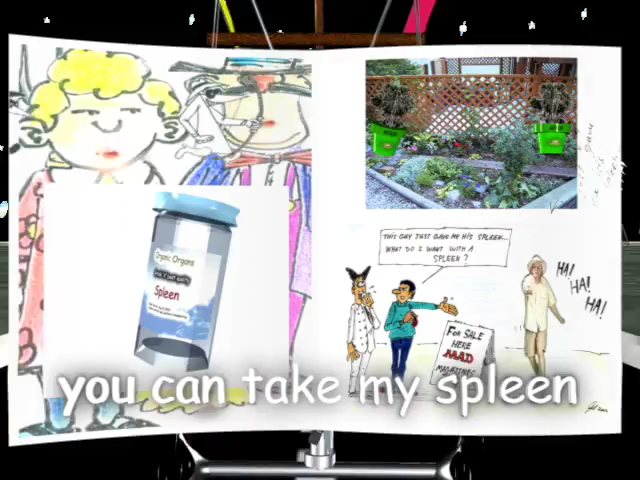 Organic Organs
Spleen
THIS GUY JUST GAVE ME HIS SPLEEN...
WHAT DO I WANT WITH A
SPLEEN?
HA!
HA!
HA!
FOR SALE
HERE
MAD
MAGAZINES
you can take my spleen